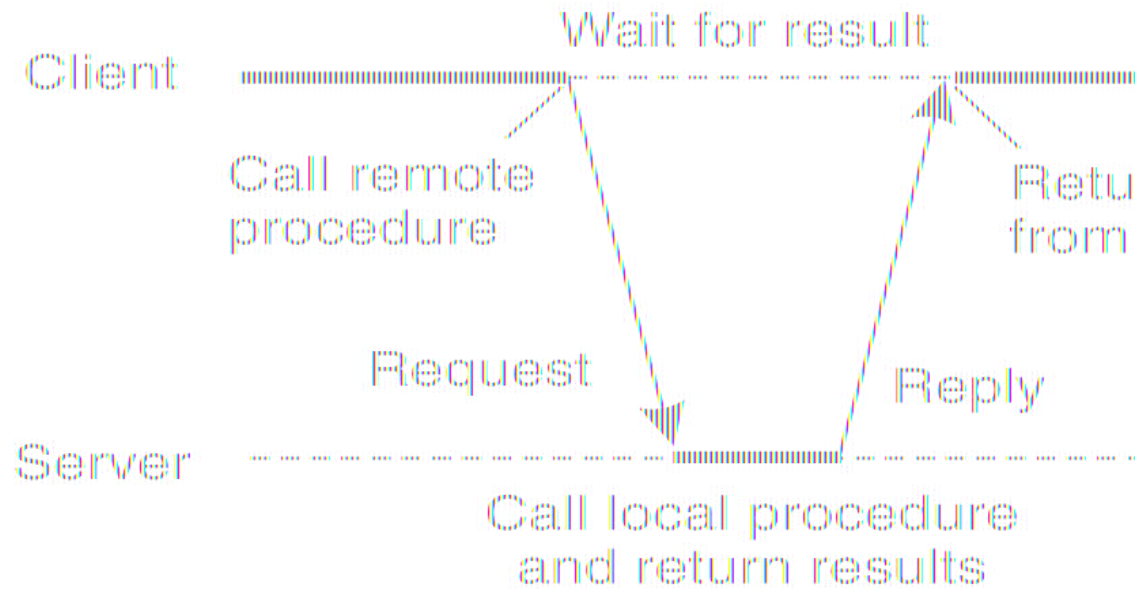 Wait for result
Client
Call remote
procedure
Retu
from
Request
Reply
Server
Call local procedure
and return results